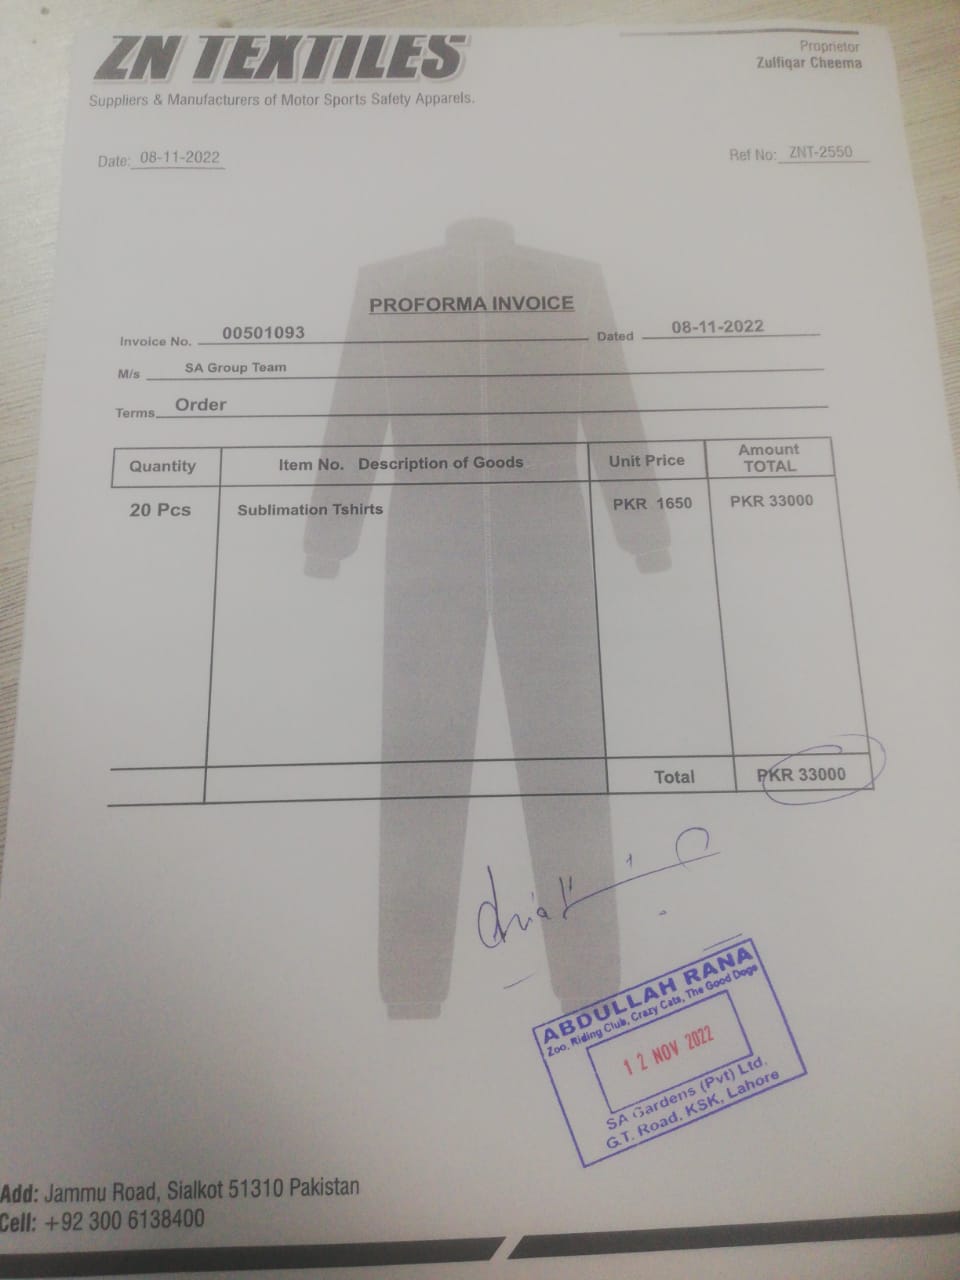 ZN TEXTILES
Suppliers & Manufacturers of Motor Sports Safety Apparels.
Proprietor
Zulfiqar Cheema
Date: 08-11-2022
Ref No: ZNT-2550
PROFORMA INVOICE
Invoice No. 00501093 Dated 08-11-2022
M/s SA Group Team
Terms Order
Quantity Item No. Description of Goods Unit Price Amount TOTAL
20 Pcs Sublimation Tshirts PKR 1650 PKR 33000
Total PKR 33000
ABDULLAH RANA
Zoo, Riding Club, Crazy Cats, The Good Dogs
12 NOV 2022
SA Gardens (Pvt) Ltd.
G.T. Road, KSK, Lahore
Add: Jammu Road, Sialkot 51310 Pakistan
Cell: +92 300 6138400